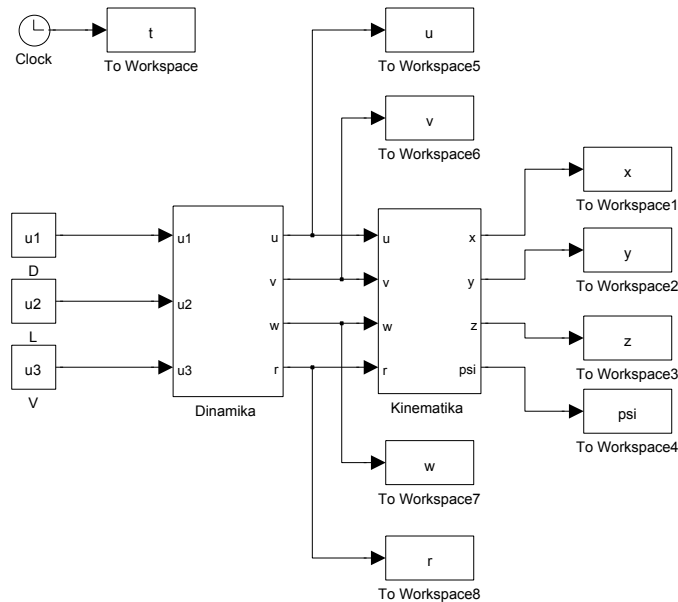 t
Clock
To Workspace
u
To Workspace5
v
To Workspace6
x
To Workspace1
y
To Workspace2
z
To Workspace3
psi
To Workspace4
u1
D
u2
L
u3
V
u1
u2
u3
u
v
w
r
Dinamika
u
v
w
r
x
y
z
psi
Kinematika
w
To Workspace7
r
To Workspace8